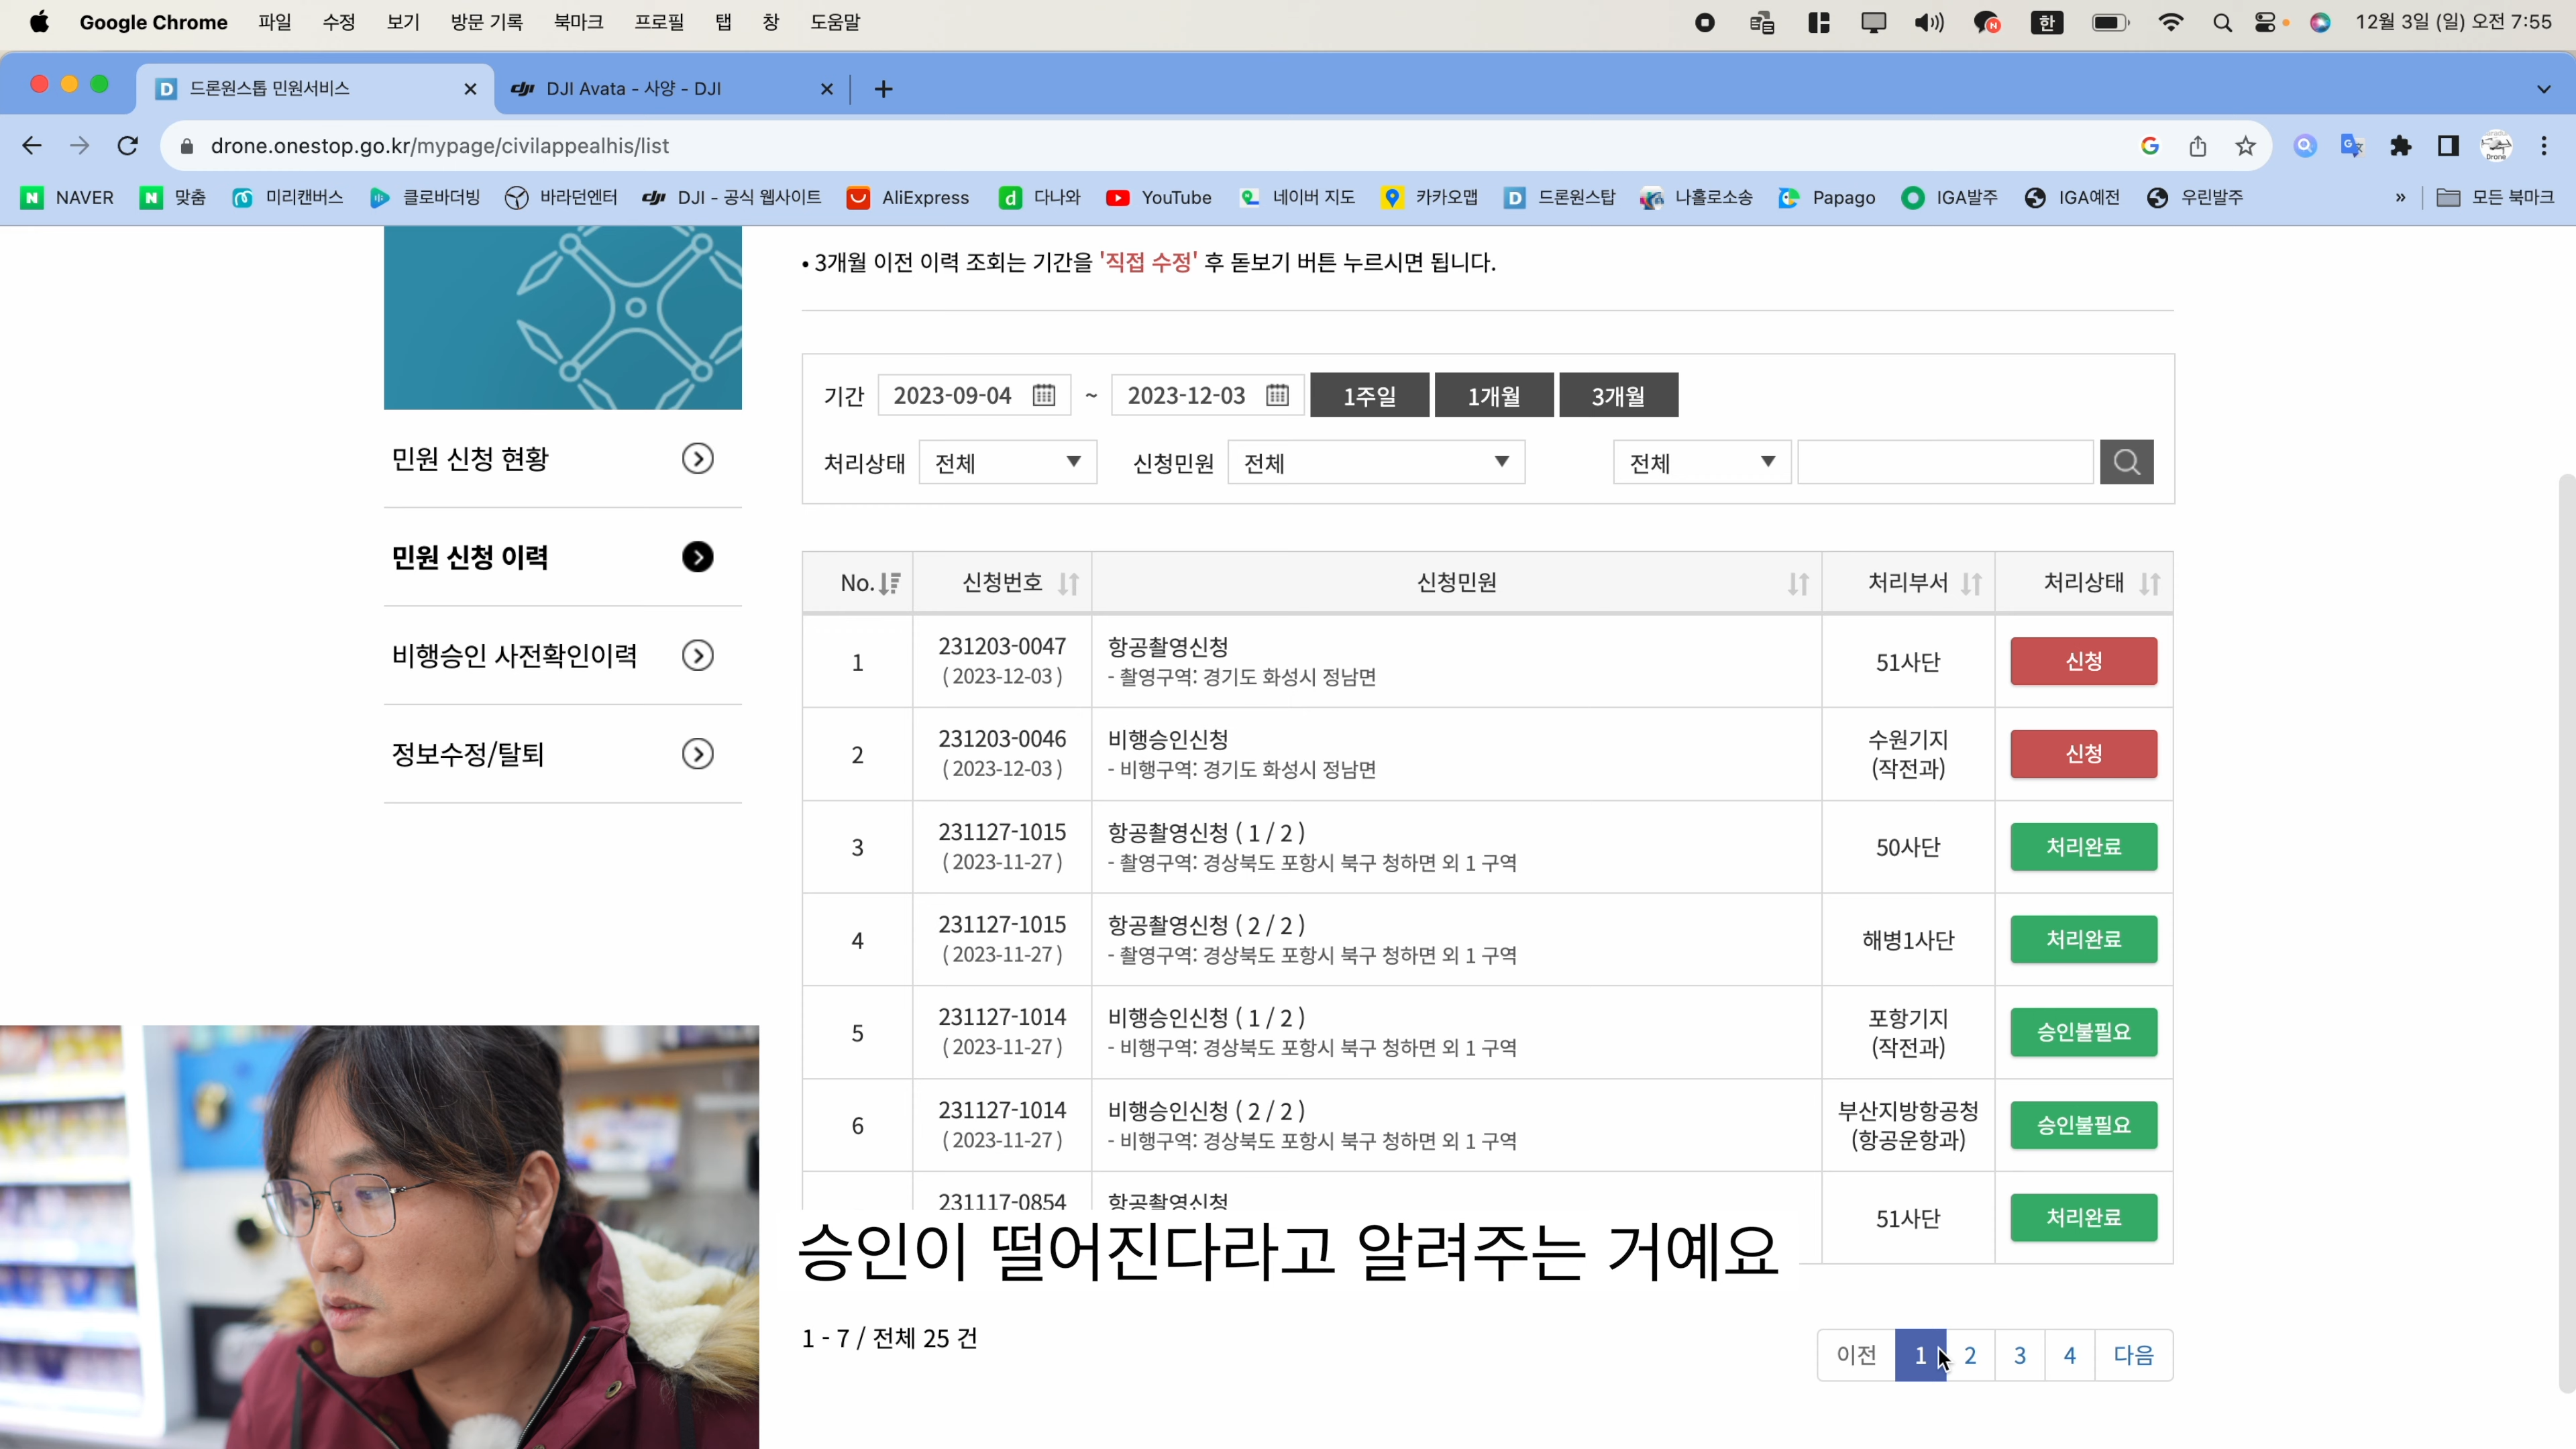 Google Chrome 파일 수정 보기 방문 기록 북마크 프로필 탭 창 도움말 한 12월 3일 (일) 오전 7:55
드론원스톱 민원서비스 DJI Avata - 사양 - DJI
drone.onestop.go.kr/mypage/civilappealhis/list
NAVER 맞춤 미리캔버스 클로바더빙 바라던엔터 DJI - 공식 웹사이트 AliExpress 다나와 YouTube 네이버 지도 카카오맵 드론원스탑 나홀로소송 Papago IGA발주 IGA예전 우린발주 » 모든 북마크
• 3개월 이전 이력 조회는 기간을 '직접 수정' 후 돋보기 버튼 누르시면 됩니다.
기간 2023-09-04 ~ 2023-12-03 1주일 1개월 3개월
처리상태 전체 신청민원 전체 전체
민원 신청 현황
민원 신청 이력
비행승인 사전확인이력
정보수정/탈퇴
No. 신청번호 신청민원 처리부서 처리상태
1 231203-0047 항공촬영신청 51사단 신청
( 2023-12-03 ) - 촬영구역: 경기도 화성시 정남면
2 231203-0046 비행승인신청 수원기지 신청
( 2023-12-03 ) - 비행구역: 경기도 화성시 정남면 (작전과)
3 231127-1015 항공촬영신청 ( 1 / 2 ) 50사단 처리완료
( 2023-11-27 ) - 촬영구역: 경상북도 포항시 북구 청하면 외 1 구역
4 231127-1015 항공촬영신청 ( 2 / 2 ) 해병1사단 처리완료
( 2023-11-27 ) - 촬영구역: 경상북도 포항시 북구 청하면 외 1 구역
5 231127-1014 비행승인신청 ( 1 / 2 ) 포항기지 승인불필요
( 2023-11-27 ) - 비행구역: 경상북도 포항시 북구 청하면 외 1 구역 (작전과)
6 231127-1014 비행승인신청 ( 2 / 2 ) 부산지방항공청 승인불필요
( 2023-11-27 ) - 비행구역: 경상북도 포항시 북구 청하면 외 1 구역 (항공운항과)
231117-0854 항공촬영신청 51사단 처리완료
승인이 떨어진다라고 알려주는 거예요
1 - 7 / 전체 25 건
이전 1 2 3 4 다음